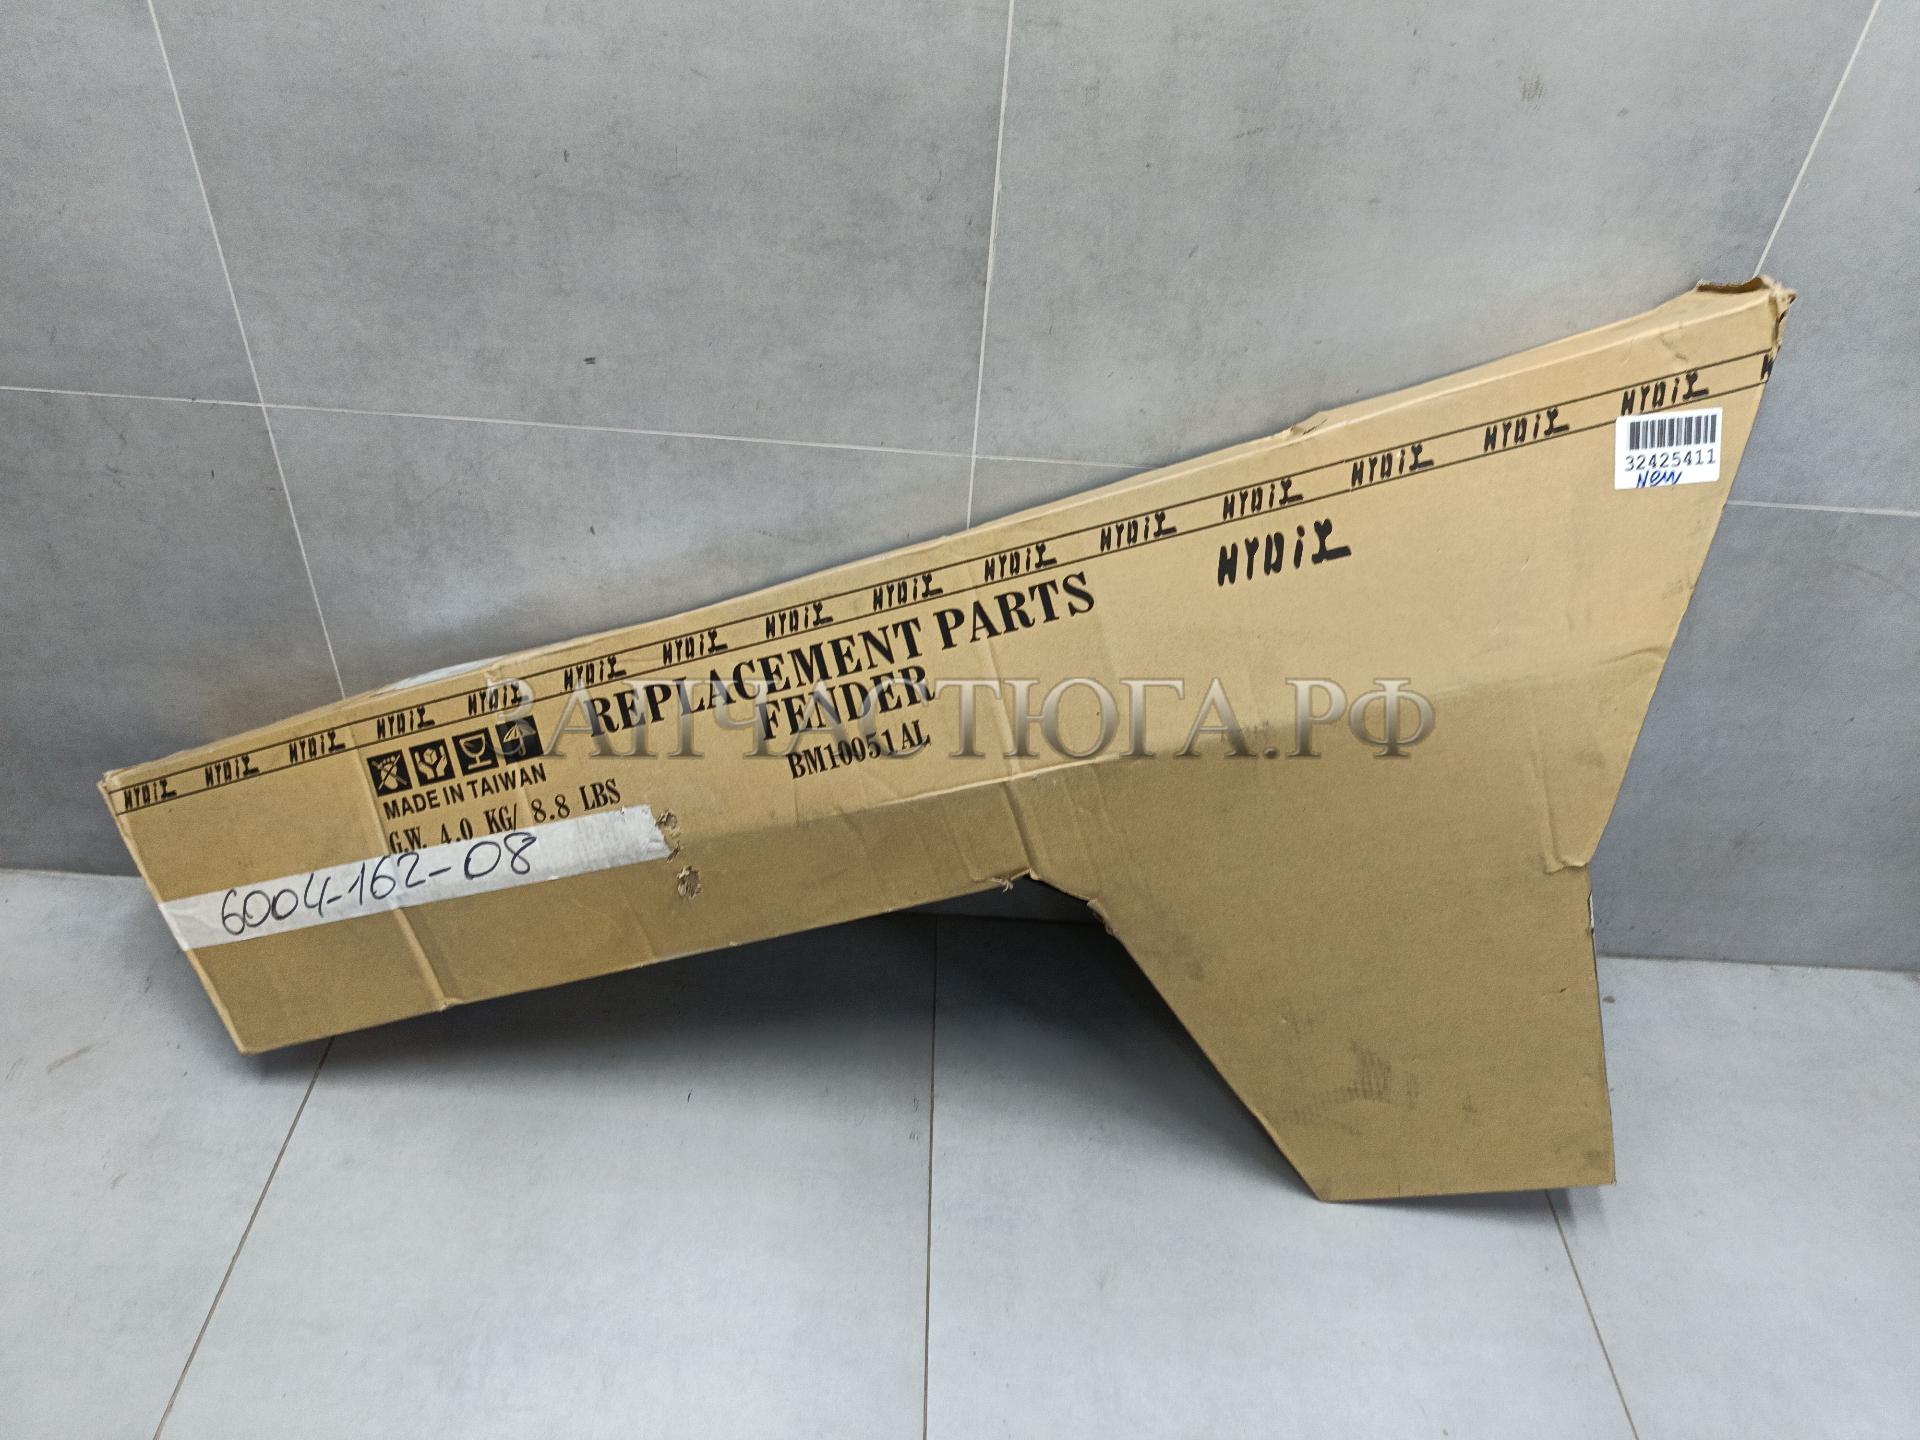 HYDiX HYDiX HYDiX HYDiX HYDiX HYDiX HYDiX HYDiX HYDiX HYDiX HYDiX HYDiX HYDiX HYDiX
32425411
New
HYDiX
REPLACEMENT PARTS
FENDER
BM10051AL
ЗАПЧАСТЮГА.РФ
MADE IN TAIWAN
G.W. 4.0 KG/ 8.8 LBS
6004-162-08